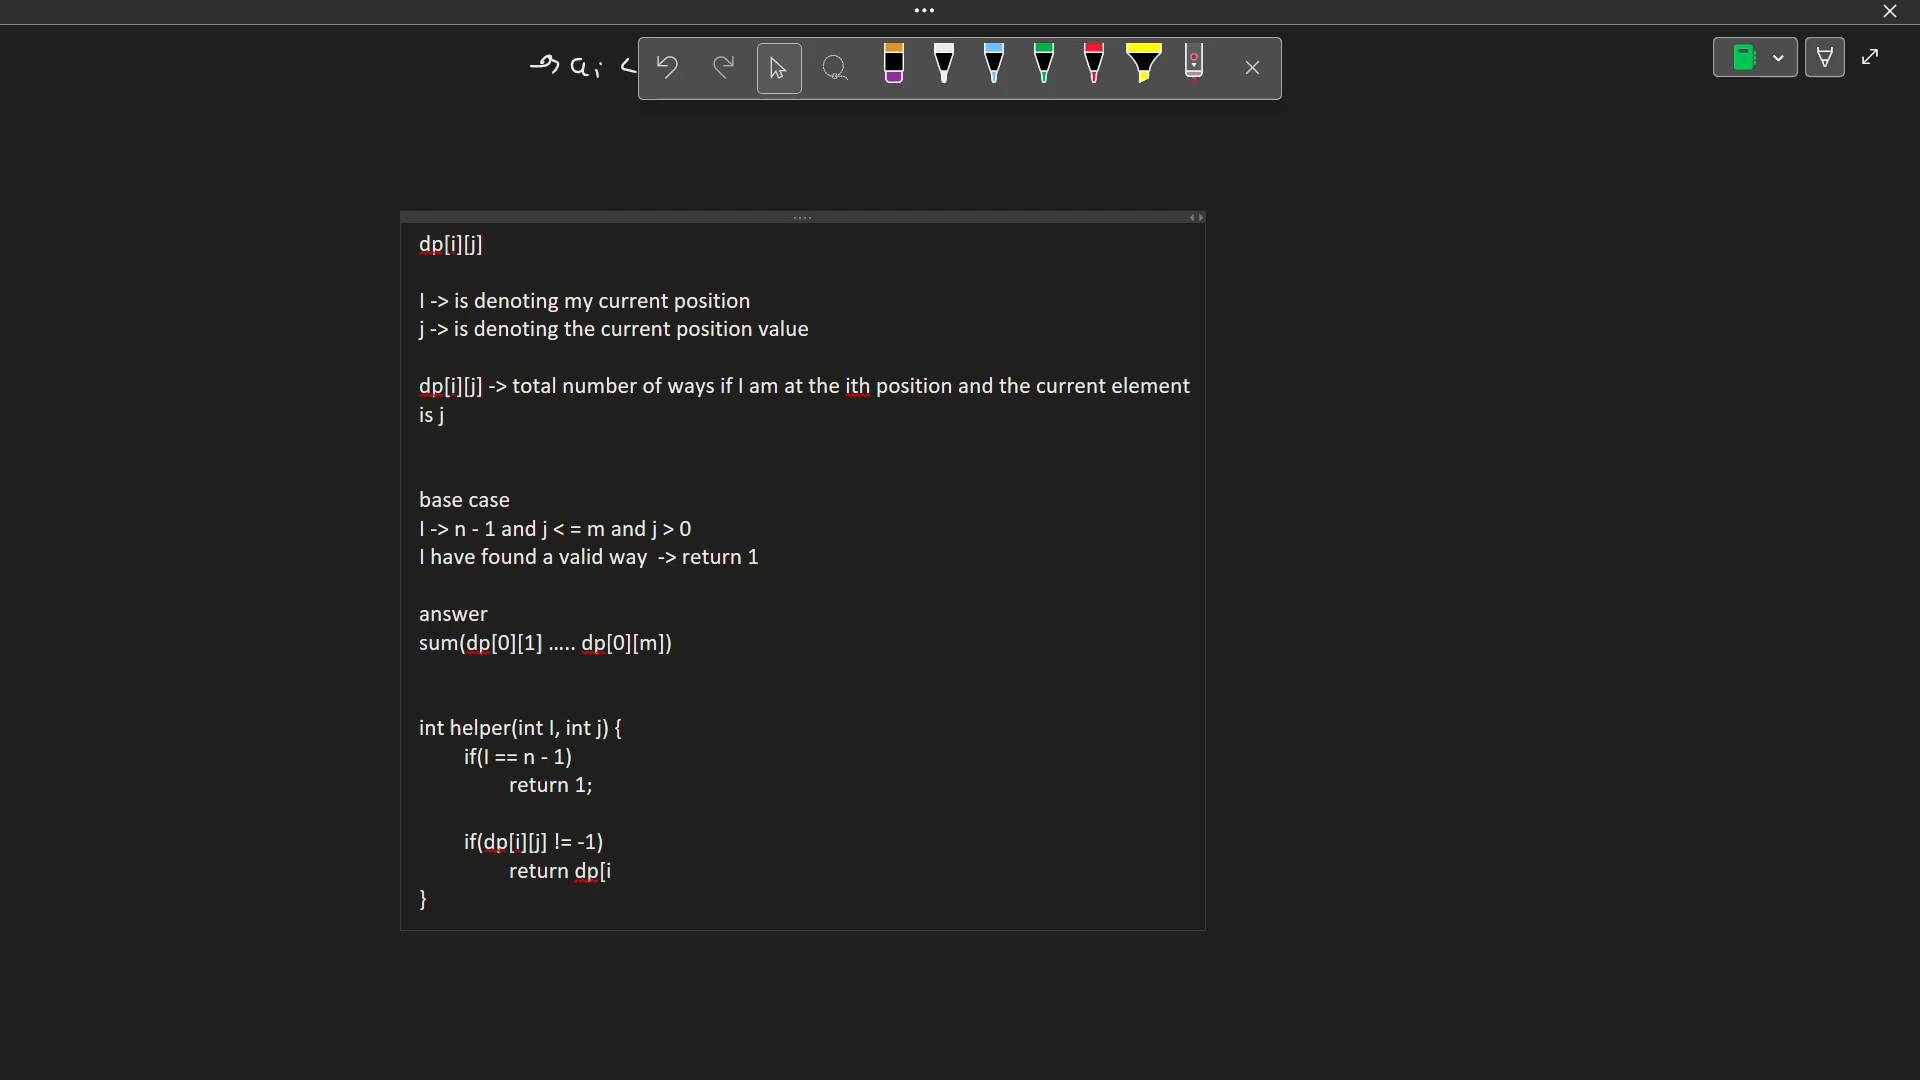 → ai <
dp[i][j]
I -> is denoting my current position
j -> is denoting the current position value
dp[i][j] -> total number of ways if I am at the ith position and the current element
is j
base case
I -> n - 1 and j < = m and j > 0
I have found a valid way -> return 1
answer
sum(dp[0][1] ..... dp[0][m])
int helper(int I, int j) {
if(I == n - 1)
return 1;
if(dp[i][j] != -1)
return dp[i
}